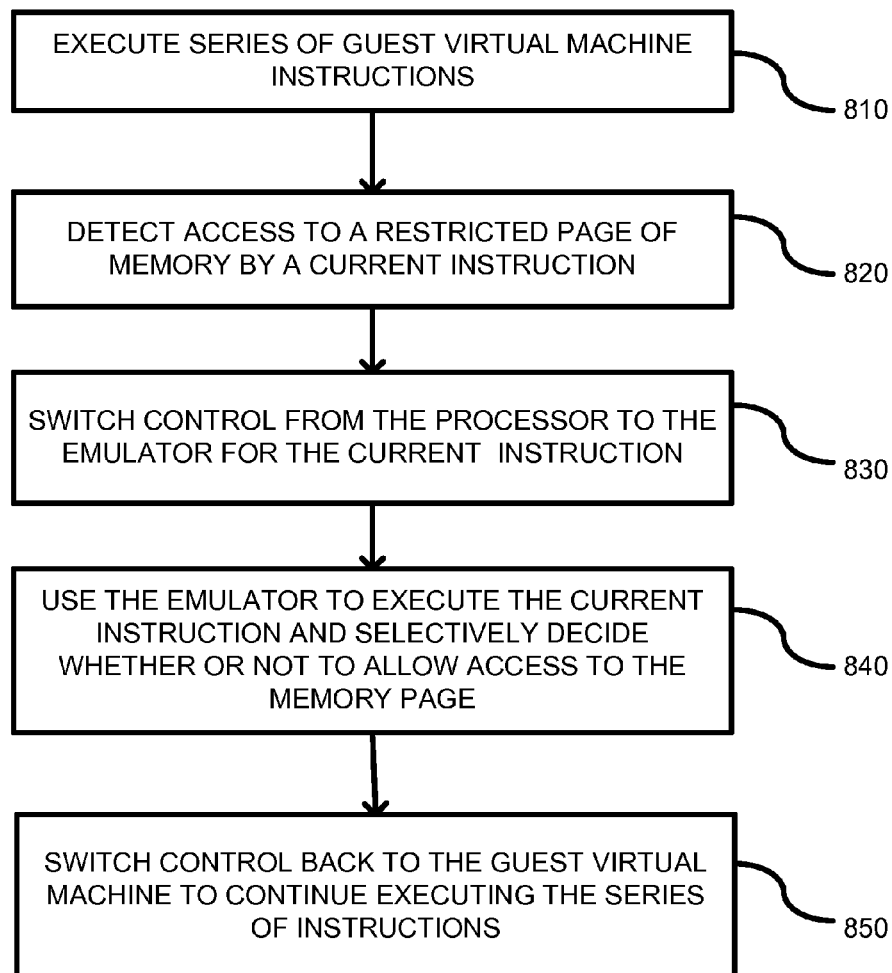 EXECUTE SERIES OF GUEST VIRTUAL MACHINE
INSTRUCTIONS
810
DETECT ACCESS TO A RESTRICTED PAGE OF
MEMORY BY A CURRENT INSTRUCTION
820
SWITCH CONTROL FROM THE PROCESSOR TO THE
EMULATOR FOR THE CURRENT INSTRUCTION
830
USE THE EMULATOR TO EXECUTE THE CURRENT
INSTRUCTION AND SELECTIVELY DECIDE
WHETHER OR NOT TO ALLOW ACCESS TO THE
MEMORY PAGE
840
SWITCH CONTROL BACK TO THE GUEST VIRTUAL
MACHINE TO CONTINUE EXECUTING THE SERIES
OF INSTRUCTIONS
850